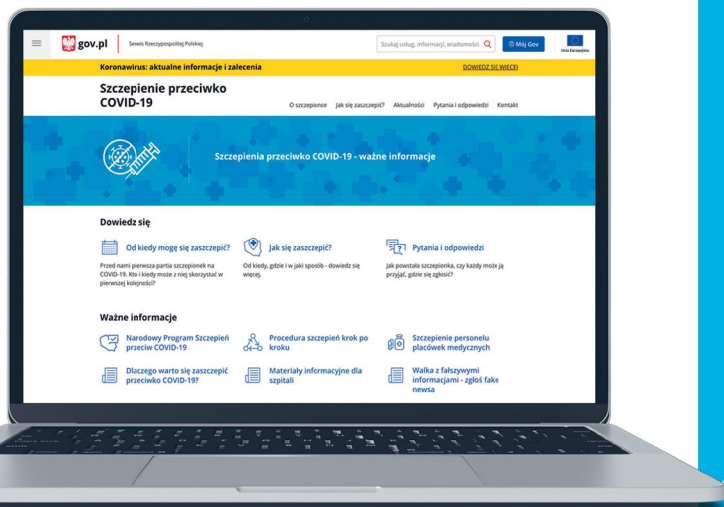 gov.pl
Serwis Rzeczypospolitej Polskiej
Szukaj usług, informacji, wiadomości
Mój Gov
Unia Europejska
Koronawirus: aktualne informacje i zalecenia
DOWIEDZ SIĘ WIĘCEJ
Szczepienie przeciwko
COVID-19
O szczepionce Jak się zaszczepić? Aktualności Pytania i odpowiedzi Kontakt
Szczepienia przeciwko COVID-19 - ważne informacje
Dowiedz się
Od kiedy mogę się zaszczepić?
Przed nami pierwsza partia szczepionek na
COVID-19. Kto i kiedy może z niej skorzystać w
pierwszej kolejności?
Jak się zaszczepić?
Od kiedy, gdzie i w jaki sposób - dowiedz się
więcej.
Pytania i odpowiedzi
Jak powstała szczepionka, czy każdy może ją
przyjąć, gdzie się zgłosić?
Ważne informacje
Narodowy Program Szczepień
przeciw COVID-19
Procedura szczepień krok po
kroku
Szczepienie personelu
placówek medycznych
Dlaczego warto się zaszczepić
przeciwko COVID-19?
Materiały informacyjne dla
szpitali
Walka z fałszywymi
informacjami - zgłoś fake
newsa